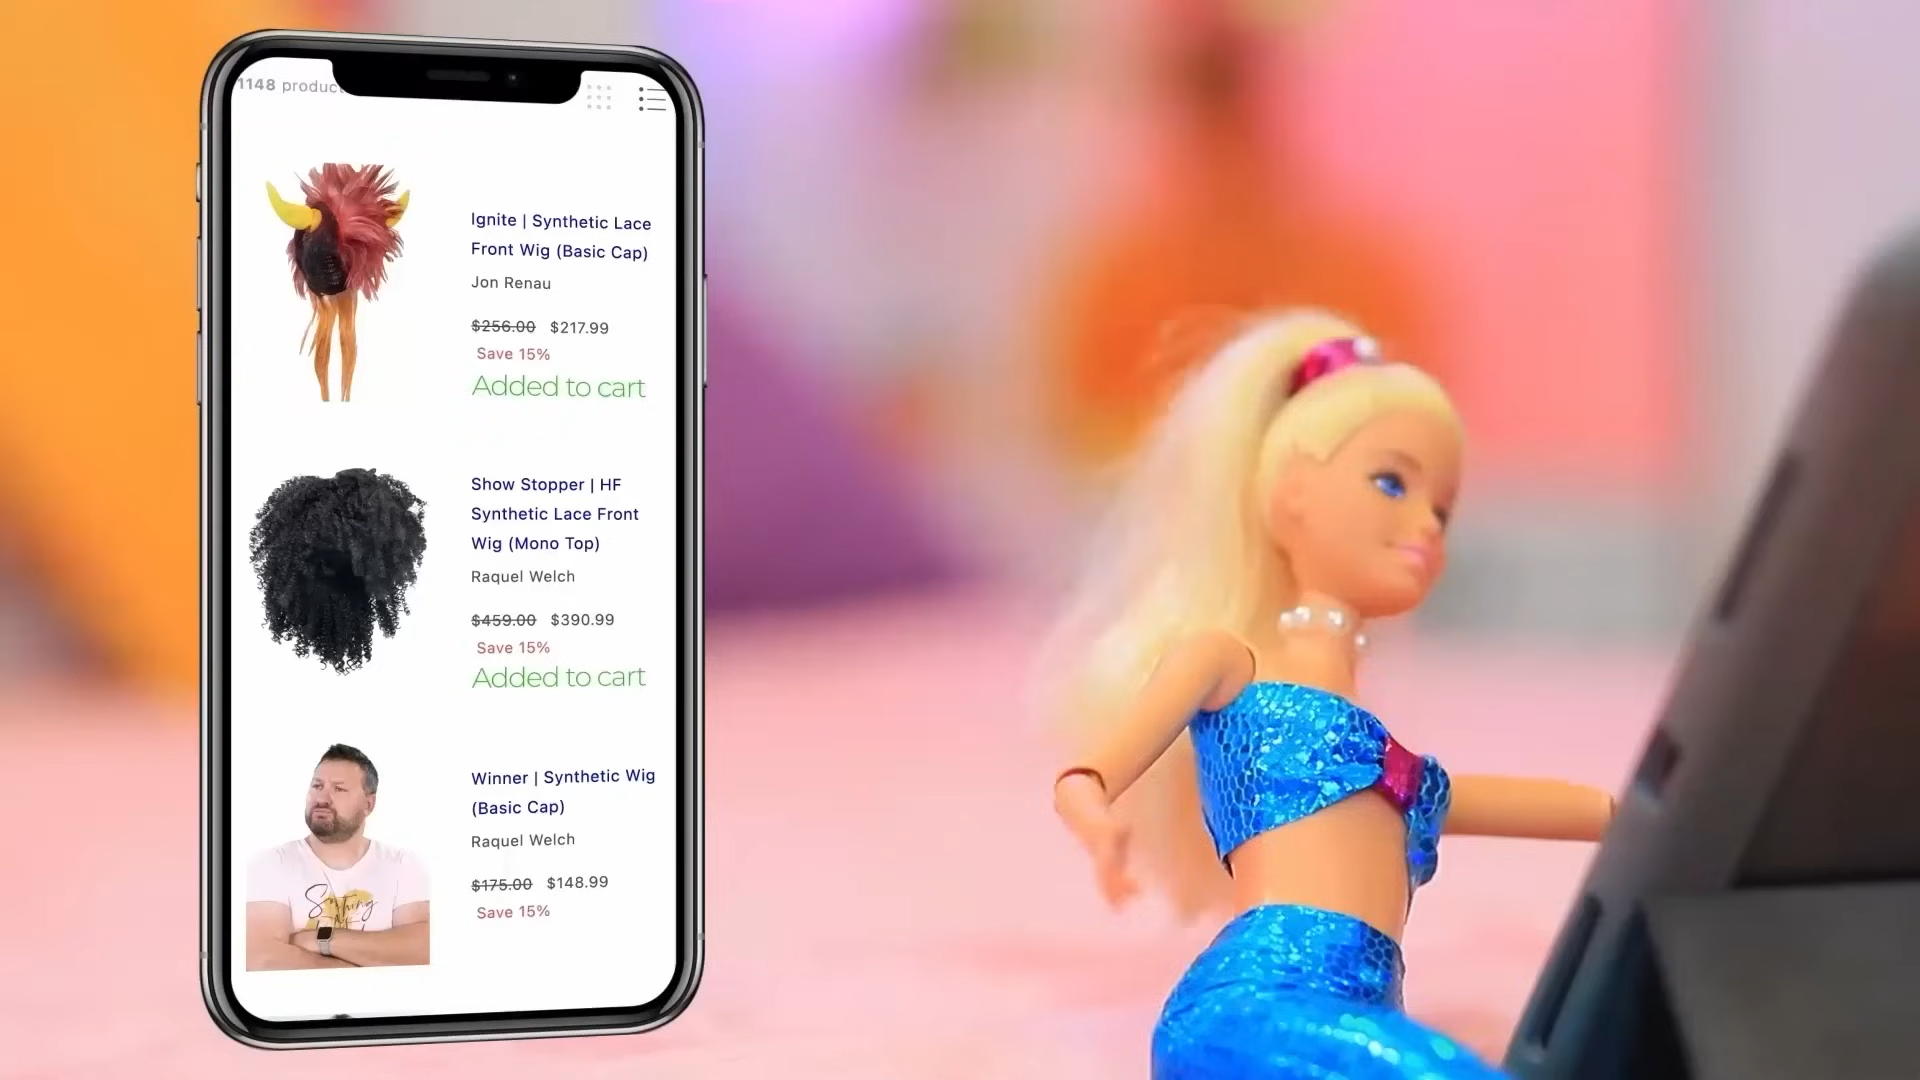 1148 product
Ignite | Synthetic Lace
Front Wig (Basic Cap)
Jon Renau
$256.00 $217.99
Save 15%
Added to cart
Show Stopper | HF
Synthetic Lace Front
Wig (Mono Top)
Raquel Welch
$459.00 $390.99
Save 15%
Added to cart
Winner | Synthetic Wig
(Basic Cap)
Raquel Welch
$175.00 $148.99
Save 15%